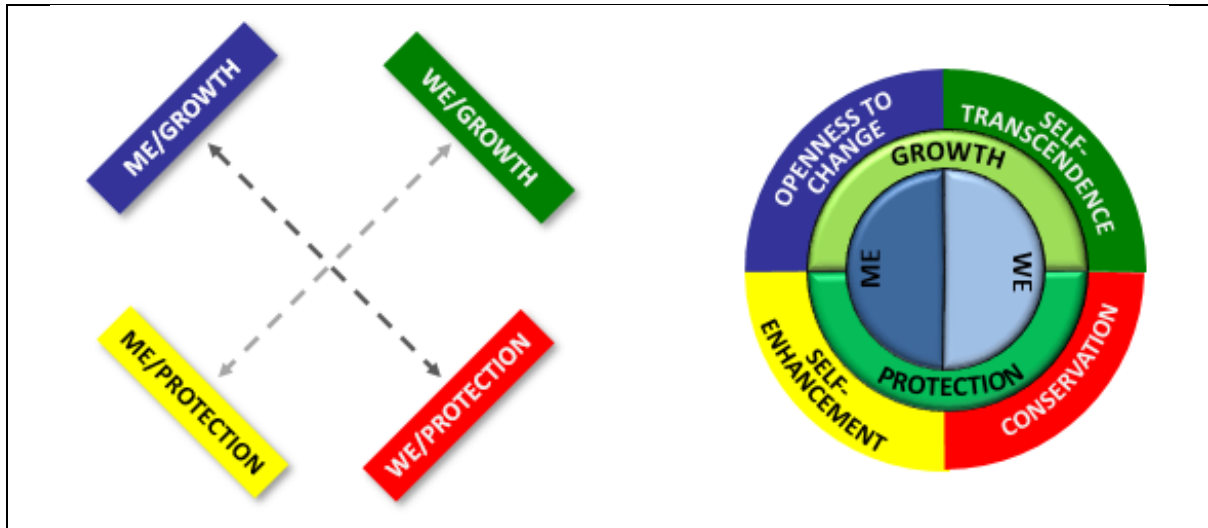 ME/GROWTH
WE/GROWTH
ME/PROTECTION
WE/PROTECTION
OPENNESS TO
CHANGE
SELF-
TRANSCENDENCE
GROWTH
ME
WE
PROTECTION
SELF-
ENHANCEMENT
CONSERVATION